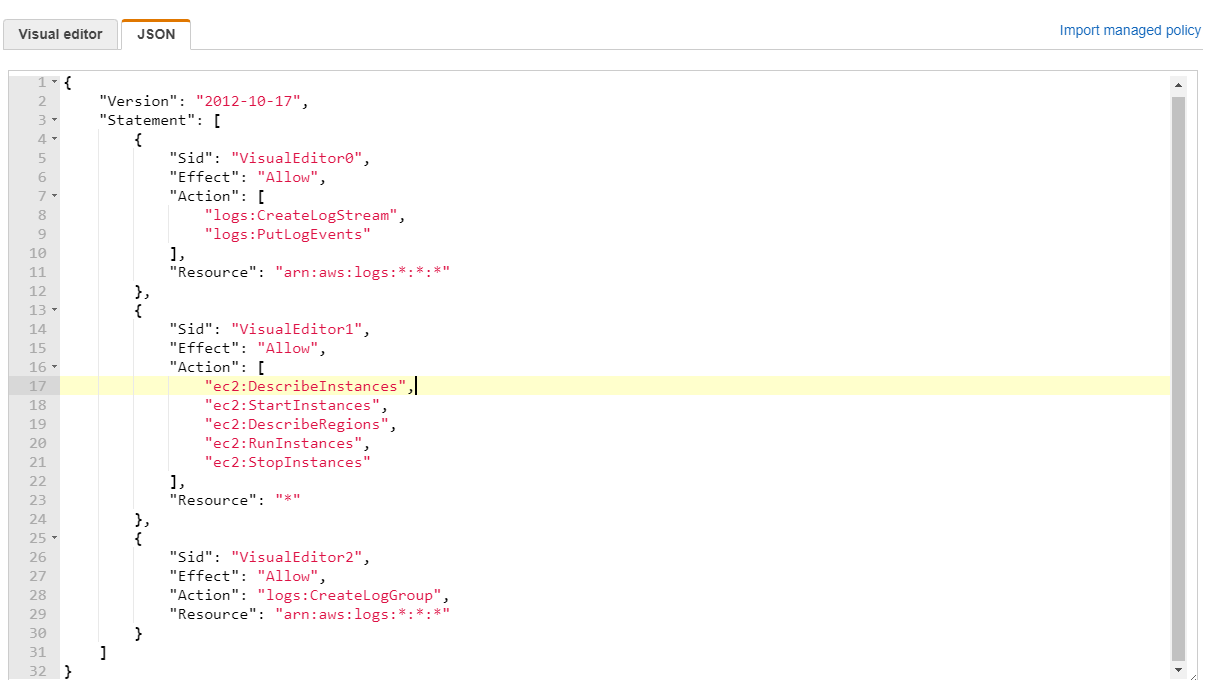 Visual editor JSON Import managed policy
1 {
2 "Version": "2012-10-17",
3 "Statement": [
4 {
5 "Sid": "VisualEditor0",
6 "Effect": "Allow",
7 "Action": [
8 "logs:CreateLogStream",
9 "logs:PutLogEvents"
10 ],
11 "Resource": "arn:aws:logs:*:*:*"
12 },
13 {
14 "Sid": "VisualEditor1",
15 "Effect": "Allow",
16 "Action": [
17 "ec2:DescribeInstances",
18 "ec2:StartInstances",
19 "ec2:DescribeRegions",
20 "ec2:RunInstances",
21 "ec2:StopInstances"
22 ],
23 "Resource": "*"
24 },
25 {
26 "Sid": "VisualEditor2",
27 "Effect": "Allow",
28 "Action": "logs:CreateLogGroup",
29 "Resource": "arn:aws:logs:*:*:*"
30 }
31 ]
32 }